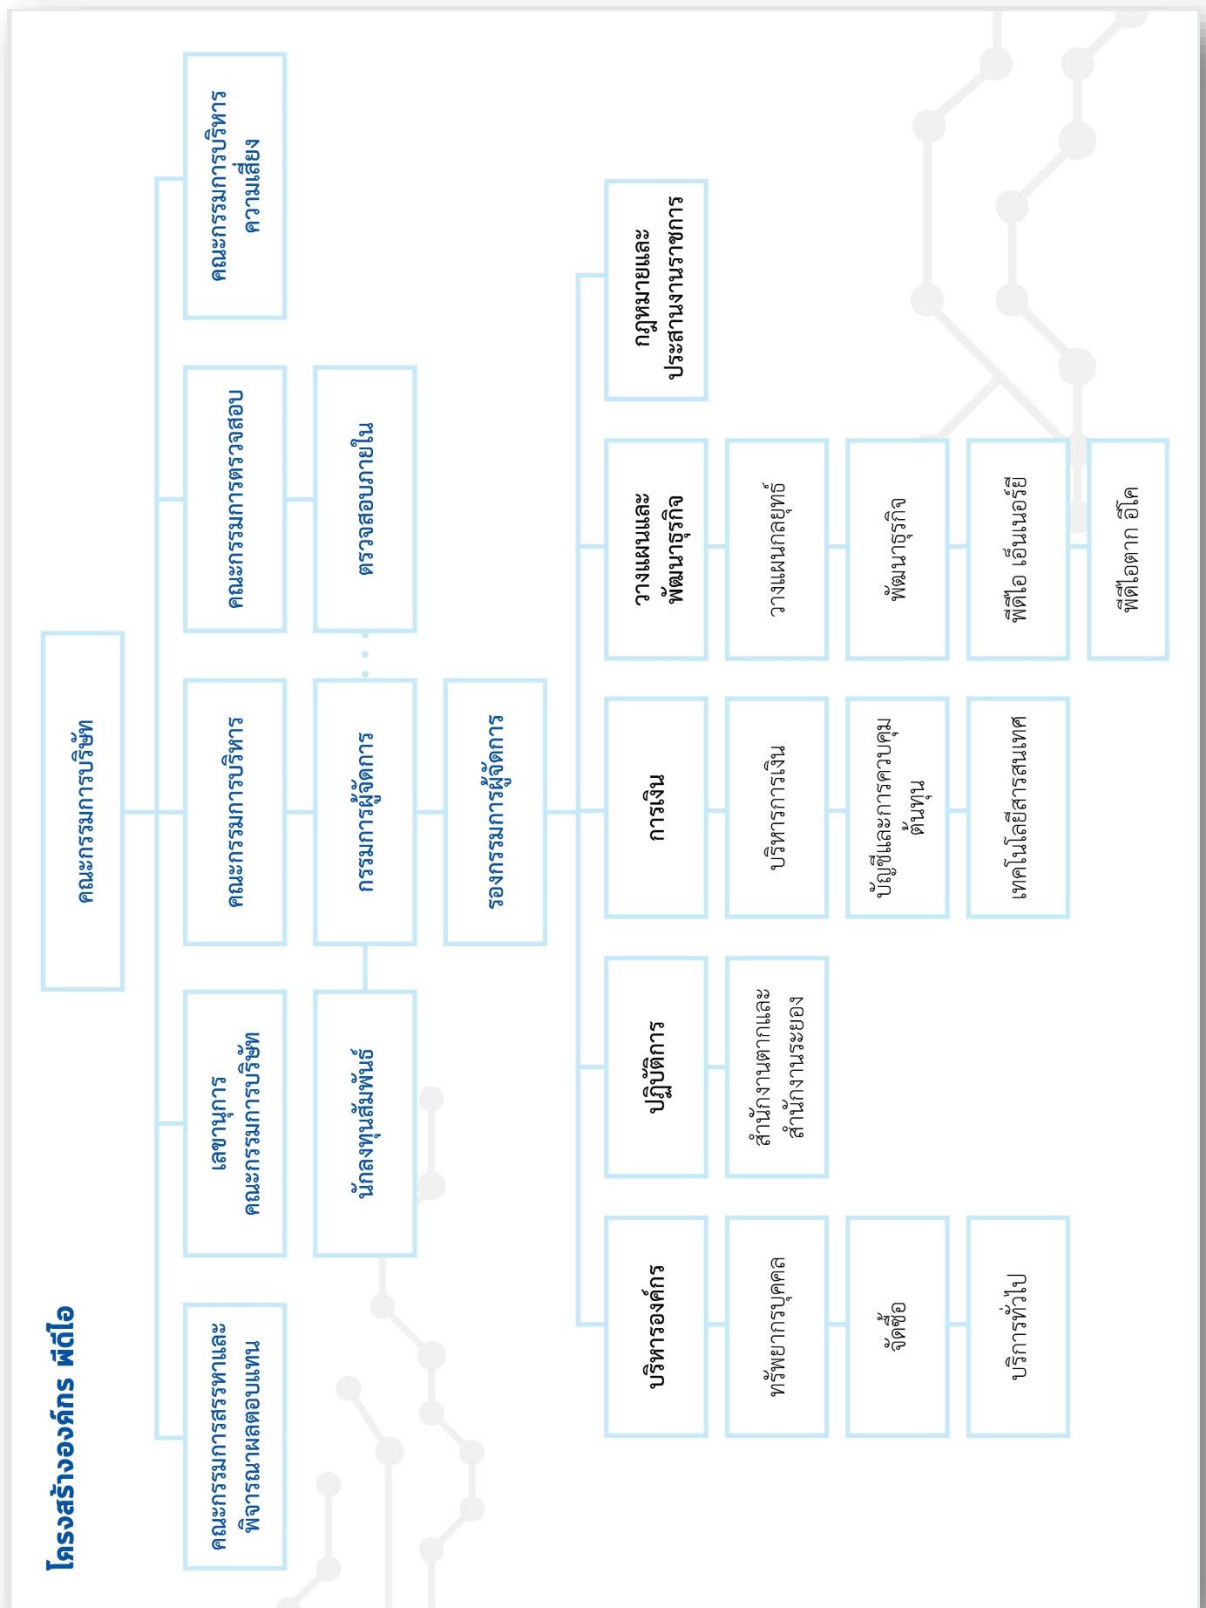 โครงสร้างองค์กร พีดีไอ
คณะกรรมการบริษัท
คณะกรรมการสรรหาและ
พิจารณาผลตอบแทน
เลขานุการ
คณะกรรมการบริษัท
คณะกรรมการบริหาร
คณะกรรมการตรวจสอบ
คณะกรรมการบริหาร
ความเสี่ยง
นักลงทุนสัมพันธ์
กรรมการผู้จัดการ
ตรวจสอบภายใน
รองกรรมการผู้จัดการ
บริหารองค์กร
ปฏิบัติการ
การเงิน
วางแผนและ
พัฒนาธุรกิจ
กฎหมายและ
ประสานงานราชการ
ทรัพยากรบุคคล
สำนักงานตากและ
สำนักงานระยอง
บริหารการเงิน
วางแผนกลยุทธ์
จัดซื้อ
บัญชีและการควบคุม
ต้นทุน
พัฒนาธุรกิจ
บริการทั่วไป
เทคโนโลยีสารสนเทศ
พีดีไอ เอ็นเนอร์ยี
พีดีไอตาก อีโค